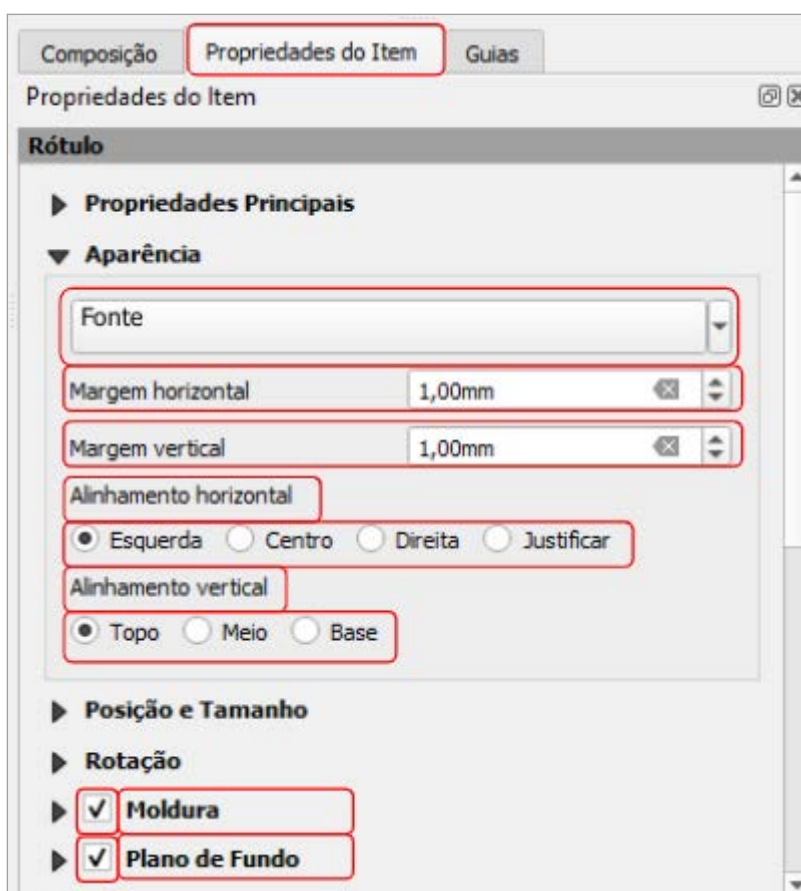 Composição Propriedades do Item Guias
Propriedades do Item
Rótulo
Propriedades Principais
Aparência
Fonte
Margem horizontal 1,00mm
Margem vertical 1,00mm
Alinhamento horizontal
Esquerda Centro Direita Justificar
Alinhamento vertical
Topo Meio Base
Posição e Tamanho
Rotação
Moldura
Plano de Fundo